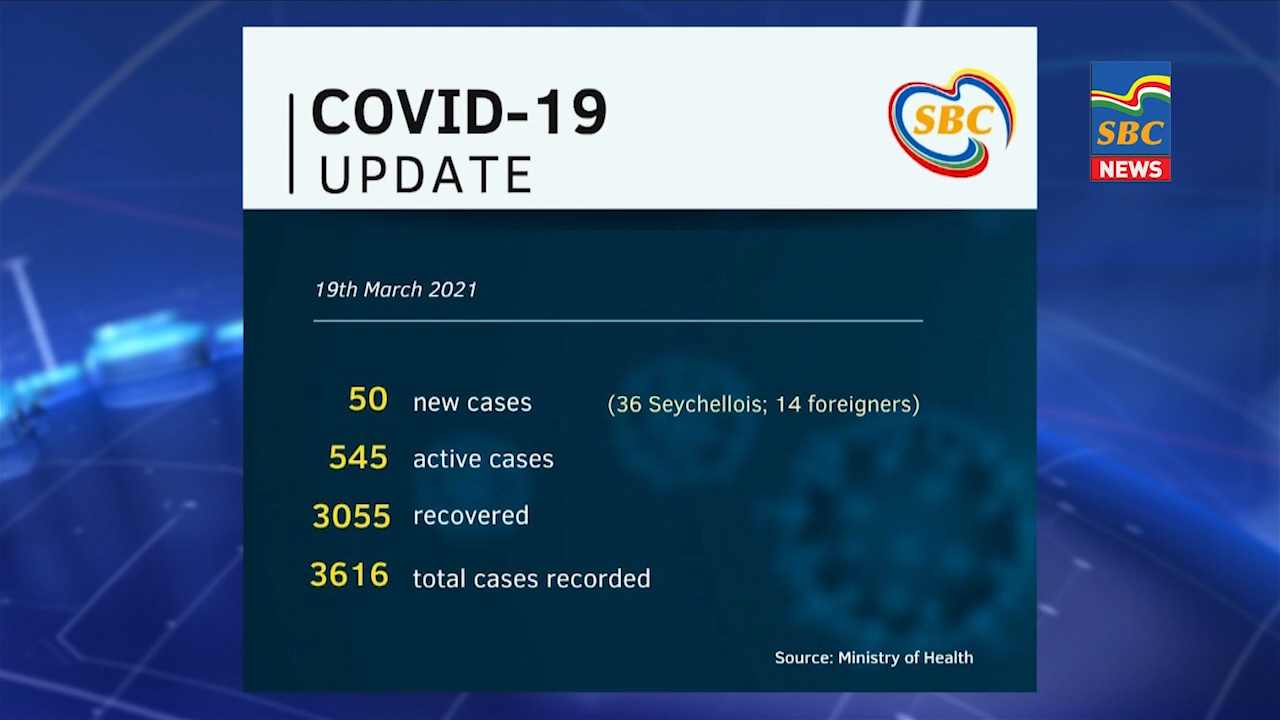 COVID-19
UPDATE
SBC
SBC
NEWS
19th March 2021
50 new cases (36 Seychellois; 14 foreigners)
545 active cases
3055 recovered
3616 total cases recorded
Source: Ministry of Health